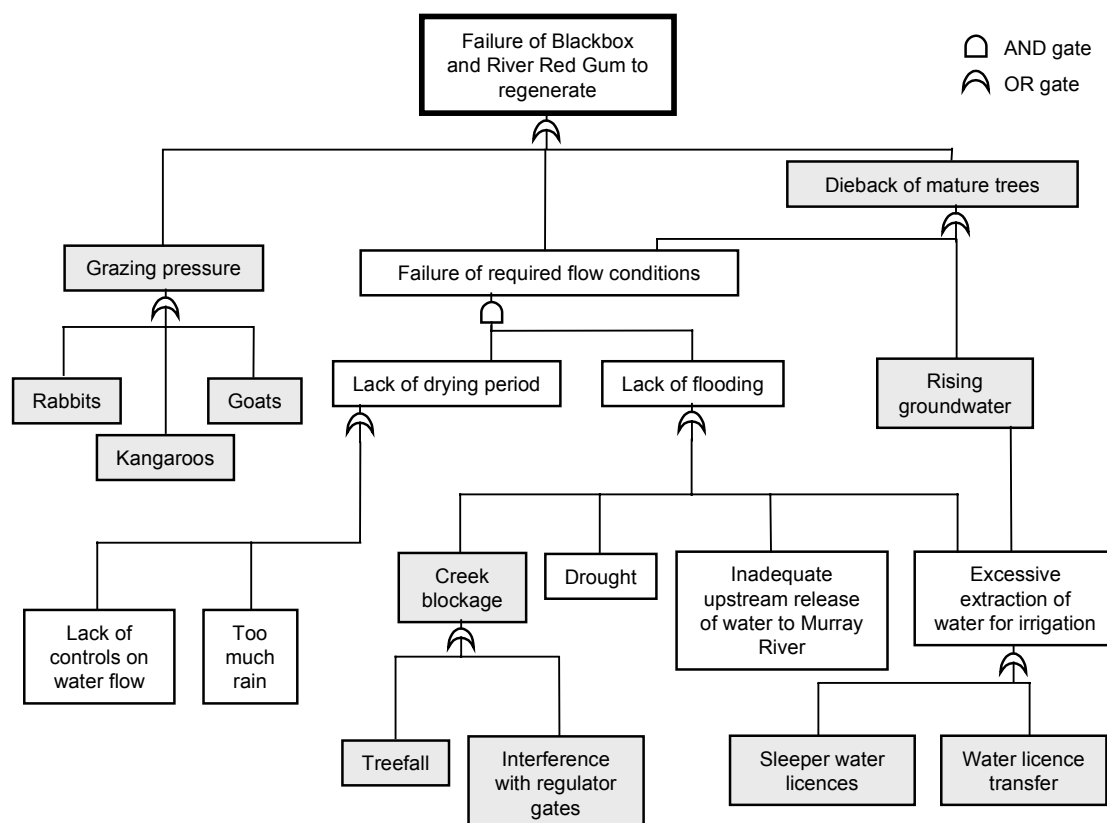 Failure of Blackbox
and River Red Gum to
regenerate
AND gate
OR gate
Dieback of mature trees
Grazing pressure
Failure of required flow conditions
Rabbits
Goats
Kangaroos
Lack of drying period
Lack of flooding
Rising
groundwater
Lack of
controls on
water flow
Too
much
rain
Creek
blockage
Drought
Inadequate
upstream release
of water to Murray
River
Excessive
extraction of
water for irrigation
Treefall
Interference
with regulator
gates
Sleeper water
licences
Water licence
transfer